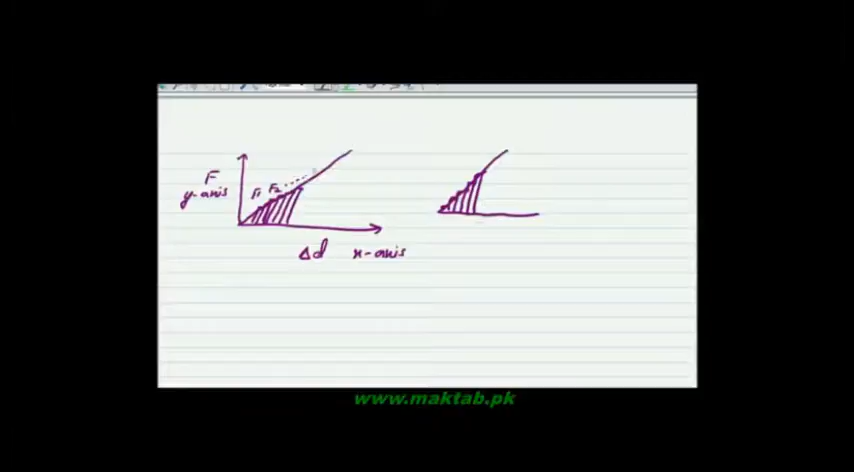 F
y-axis
F1 F2
Δd x-axis
www.maktab.pk